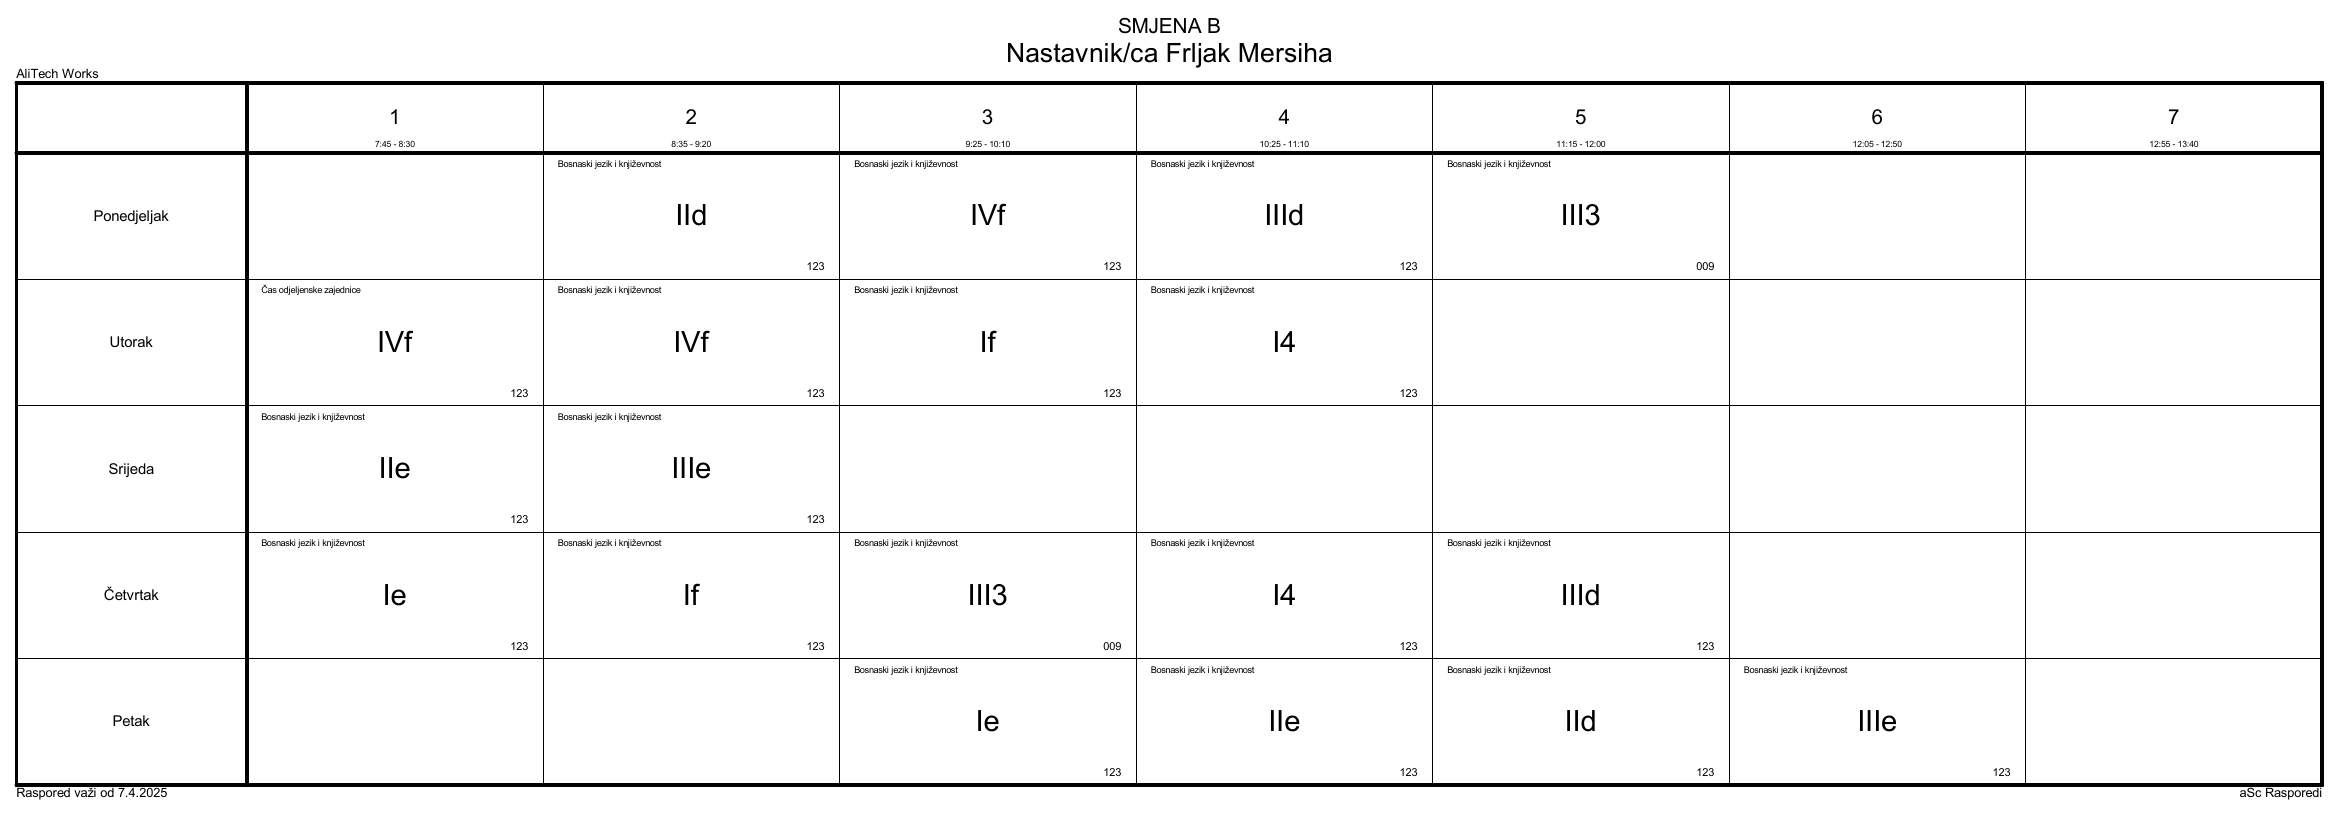 SMJENA B
Nastavnik/ca Frljak Mersiha
AliTech Works
1 2 3 4 5 6 7
7:45 - 8:30 8:35 - 9:20 9:25 - 10:10 10:25 - 11:10 11:15 - 12:00 12:05 - 12:50 12:55 - 13:40
Bosnaski jezik i književnost Bosnaski jezik i književnost Bosnaski jezik i književnost Bosnaski jezik i književnost
Ponedjeljak IId IVf IIId III3
123 123 123 009
Čas odjeljenske zajednice Bosnaski jezik i književnost Bosnaski jezik i književnost Bosnaski jezik i književnost
Utorak IVf IVf If I4
123 123 123 123
Bosnaski jezik i književnost Bosnaski jezik i književnost
Srijeda IIe IIIe
123 123
Bosnaski jezik i književnost Bosnaski jezik i književnost Bosnaski jezik i književnost Bosnaski jezik i književnost Bosnaski jezik i književnost
Četvrtak Ie If III3 I4 IIId
123 123 009 123 123
Bosnaski jezik i književnost Bosnaski jezik i književnost Bosnaski jezik i književnost Bosnaski jezik i književnost
Petak Ie IIe IId IIIe
123 123 123 123
Raspored važi od 7.4.2025 aSc Rasporedi